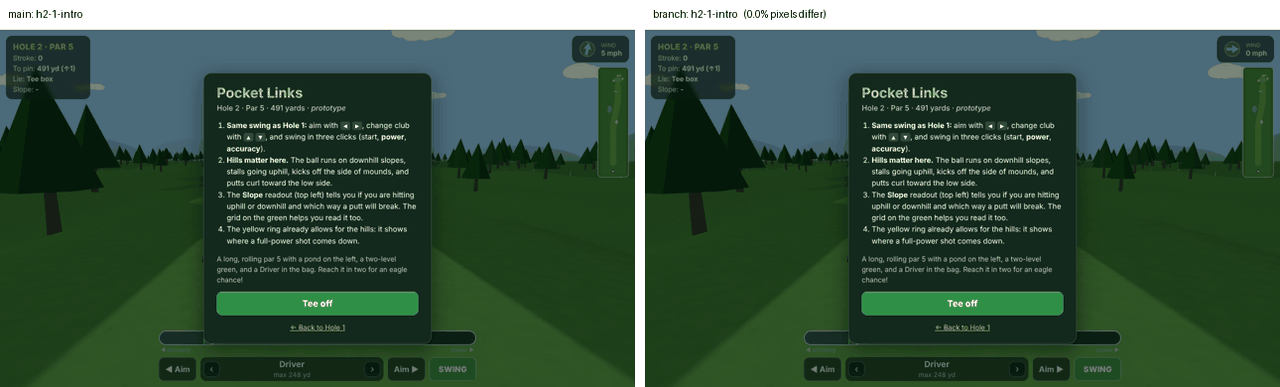 main: h2-1-intro
branch: h2-1-intro (0.0% pixels differ)
HOLE 2 · PAR 5
Stroke: 0
To pin: 491 yd (↑1)
Lie: Tee box
Slope: -
WIND
5 mph
Pocket Links
Hole 2 · Par 5 · 491 yards · prototype
1. Same swing as Hole 1: aim with ◄ ►, change club
with ▲ ▼, and swing in three clicks (start, power,
accuracy).
2. Hills matter here. The ball runs on downhill slopes,
stalls going uphill, kicks off the side of mounds, and
putts curl toward the low side.
3. The Slope readout (top left) tells you if you are hitting
uphill or downhill and which way a putt will break. The
grid on the green helps you read it too.
4. The yellow ring already allows for the hills: it shows
where a full-power shot comes down.
A long, rolling par 5 with a pond on the left, a two-level
green, and a Driver in the bag. Reach it in two for an eagle
chance!
Tee off
← Back to Hole 1
◄ Aim
‹
Driver
max 248 yd
›
Aim ►
SWING
HOLE 2 · PAR 5
Stroke: 0
To pin: 491 yd (↑1)
Lie: Tee box
Slope: -
WIND
0 mph
Pocket Links
Hole 2 · Par 5 · 491 yards · prototype
1. Same swing as Hole 1: aim with ◄ ►, change club
with ▲ ▼, and swing in three clicks (start, power,
accuracy).
2. Hills matter here. The ball runs on downhill slopes,
stalls going uphill, kicks off the side of mounds, and
putts curl toward the low side.
3. The Slope readout (top left) tells you if you are hitting
uphill or downhill and which way a putt will break. The
grid on the green helps you read it too.
4. The yellow ring already allows for the hills: it shows
where a full-power shot comes down.
A long, rolling par 5 with a pond on the left, a two-level
green, and a Driver in the bag. Reach it in two for an eagle
chance!
Tee off
← Back to Hole 1
◄ Aim
‹
Driver
max 248 yd
›
Aim ►
SWING